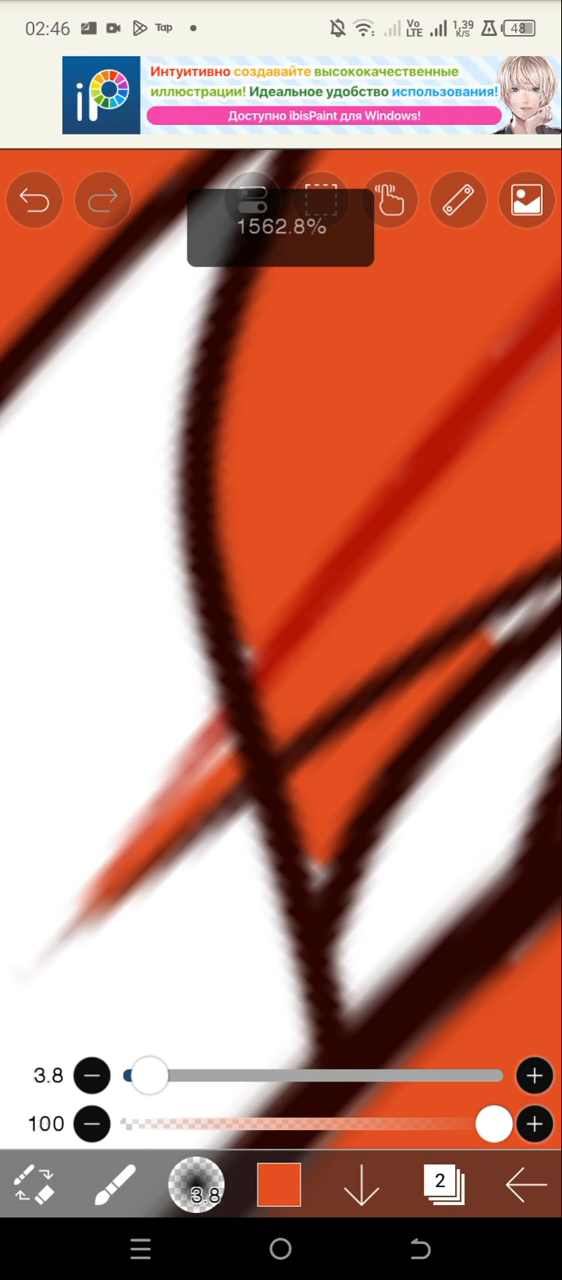 02:46
Tap
Vo
LTE
1,39
K/S
48
iP
Интуитивно создавайте высококачественные
иллюстрации! Идеальное удобство использования!
Доступно ibisPaint для Windows!
1562.8%
3.8
100
3.8
2